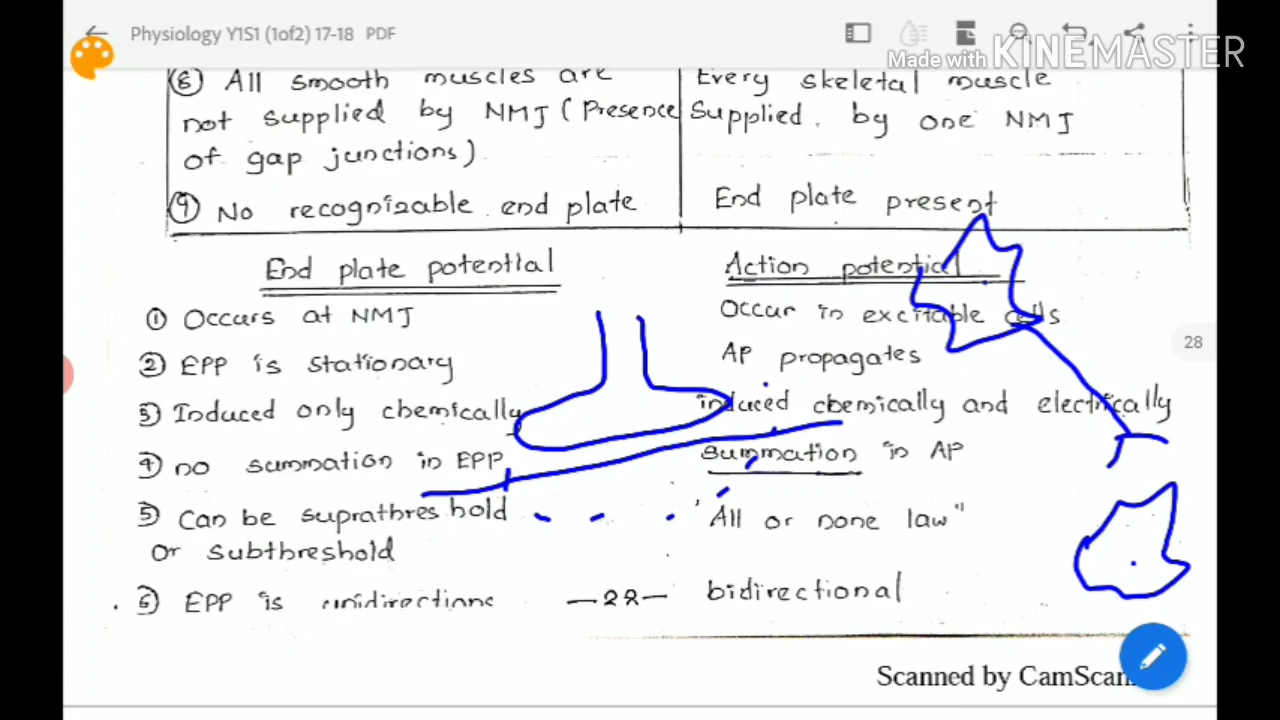 Physiology Y1S1 (1of2) 17-18 PDF
Made with KINEMASTER
⑧ All smooth muscles are Every skeletal muscle
not supplied by NMJ (Presence Supplied. by one NMJ
of gap junctions)
⑨ No recognizable end plate End plate present
End plate potential Action potential
① Occurs at NMJ Occur in excitable cells
② EPP is stationary AP propagates
③ Induced only chemically induced chemically and electrically
④ no summation in EPP summation in AP
⑤ Can be suprathreshold "All or none law"
or subthreshold
⑥ EPP is —28— bidirectional
28
Scanned by CamScan